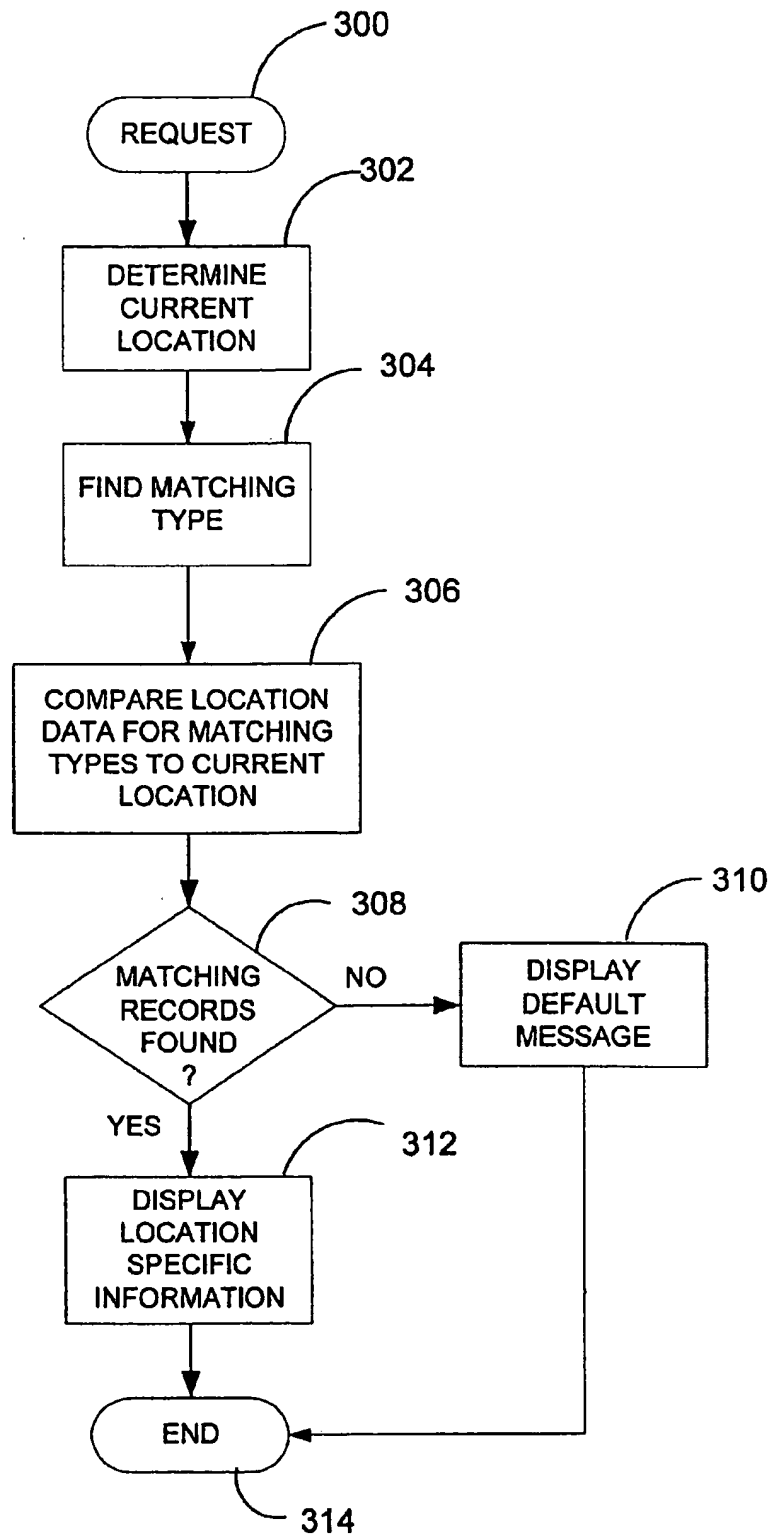 300
REQUEST
302
DETERMINE
CURRENT
LOCATION
304
FIND MATCHING
TYPE
306
COMPARE LOCATION
DATA FOR MATCHING
TYPES TO CURRENT
LOCATION
308
MATCHING
RECORDS
FOUND
?
NO
310
DISPLAY
DEFAULT
MESSAGE
YES
312
DISPLAY
LOCATION
SPECIFIC
INFORMATION
END
314